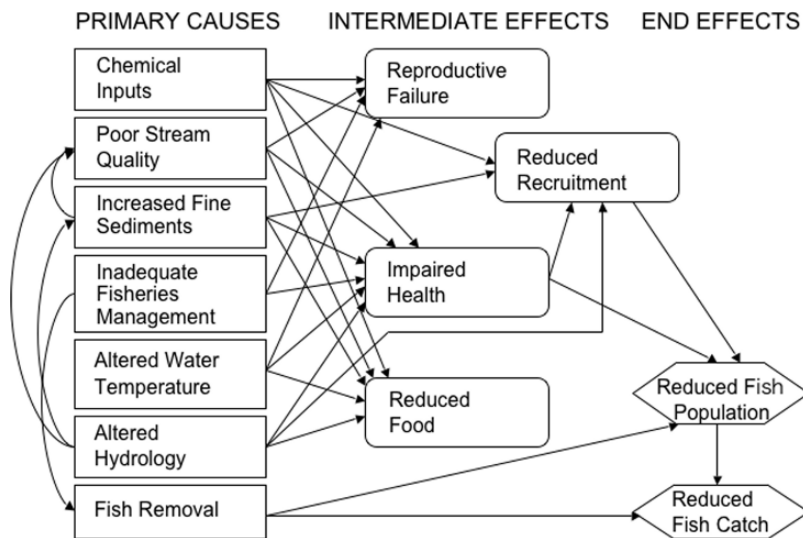 PRIMARY CAUSES
INTERMEDIATE EFFECTS
END EFFECTS
Chemical
Inputs
Poor Stream
Quality
Increased Fine
Sediments
Inadequate
Fisheries
Management
Altered Water
Temperature
Altered
Hydrology
Fish Removal
Reproductive
Failure
Reduced
Recruitment
Impaired
Health
Reduced
Food
Reduced Fish
Population
Reduced
Fish Catch